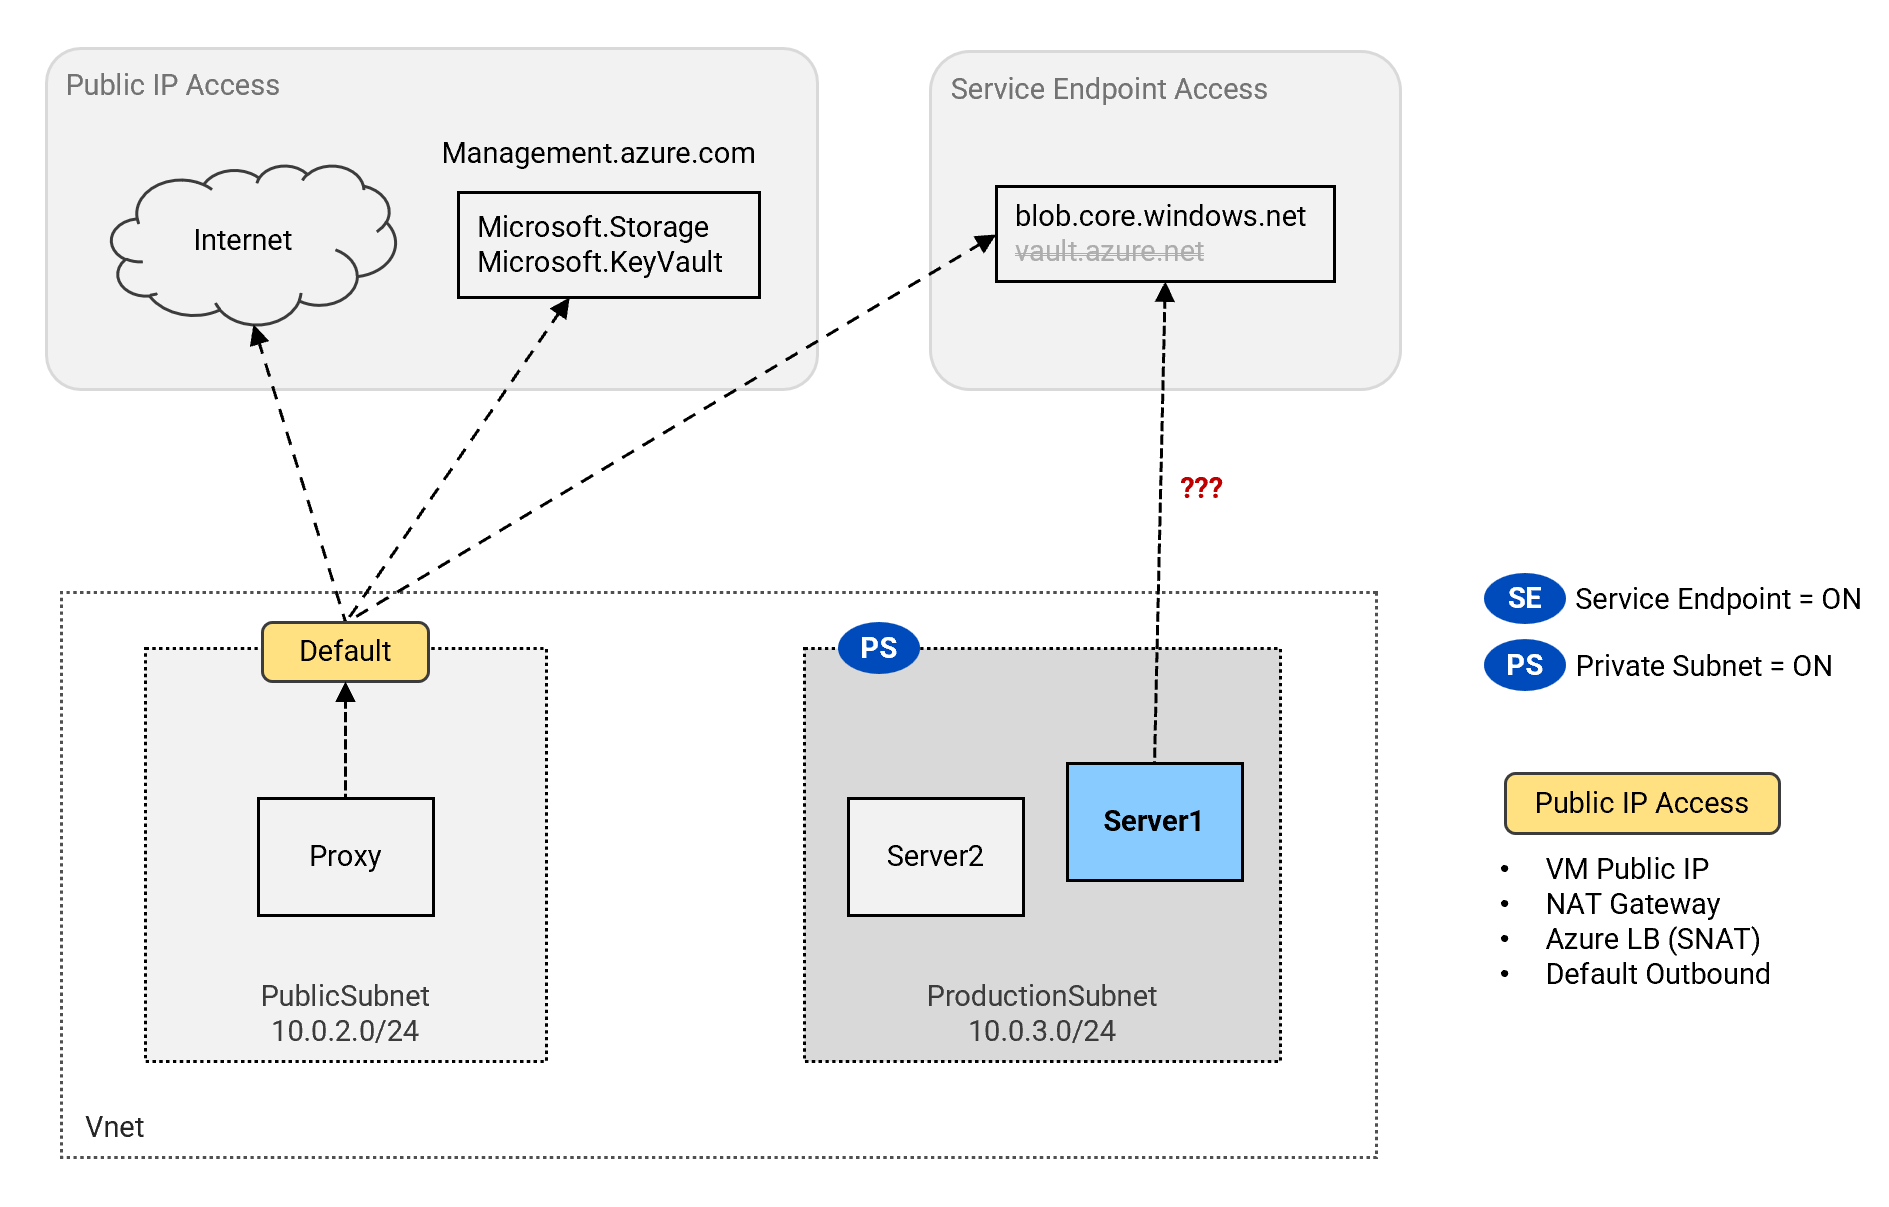 Public IP Access
Service Endpoint Access
Management.azure.com
Internet
Microsoft.Storage
Microsoft.KeyVault
blob.core.windows.net
vault.azure.net
???
Default
PS
Proxy
Server2
Server1
PublicSubnet
10.0.2.0/24
ProductionSubnet
10.0.3.0/24
Vnet
SE Service Endpoint = ON
PS Private Subnet = ON
Public IP Access
• VM Public IP
• NAT Gateway
• Azure LB (SNAT)
• Default Outbound